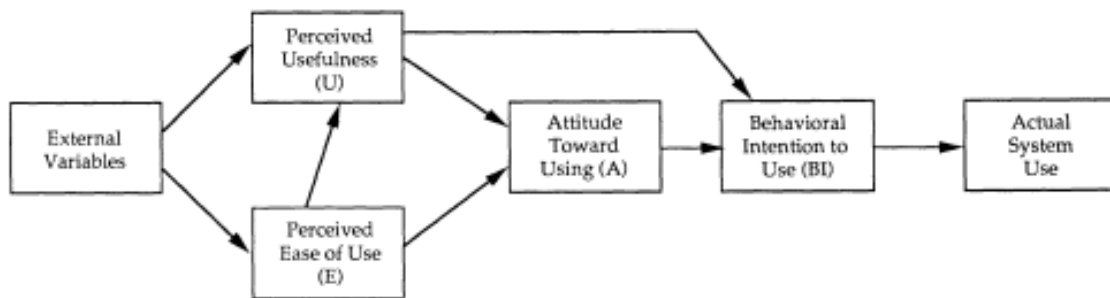 External
Variables
Perceived
Usefulness
(U)
Perceived
Ease of Use
(E)
Attitude
Toward
Using (A)
Behavioral
Intention to
Use (BI)
Actual
System
Use